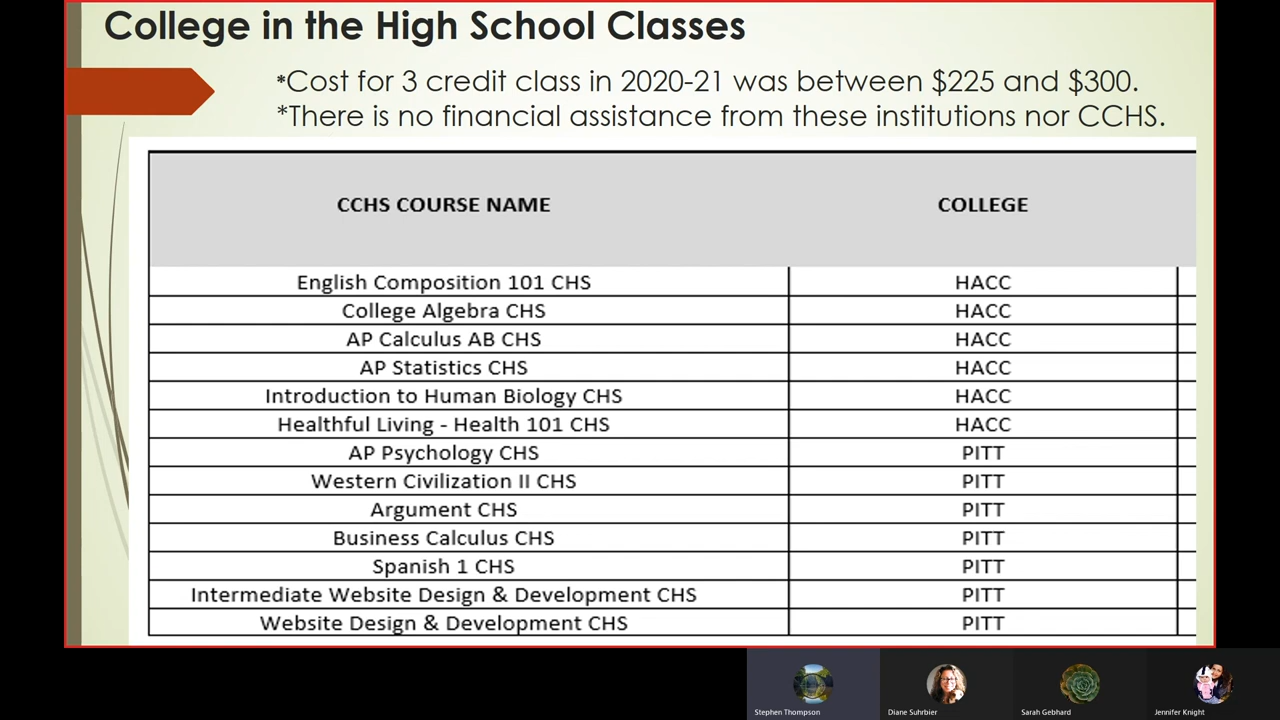 College in the High School Classes
*Cost for 3 credit class in 2020-21 was between $225 and $300.
*There is no financial assistance from these institutions nor CCHS.
CCHS COURSE NAME COLLEGE
English Composition 101 CHS HACC
College Algebra CHS HACC
AP Calculus AB CHS HACC
AP Statistics CHS HACC
Introduction to Human Biology CHS HACC
Healthful Living - Health 101 CHS HACC
AP Psychology CHS PITT
Western Civilization II CHS PITT
Argument CHS PITT
Business Calculus CHS PITT
Spanish 1 CHS PITT
Intermediate Website Design & Development CHS PITT
Website Design & Development CHS PITT
Stephen Thompson Diane Suhrbier Sarah Gebhard Jennifer Knight